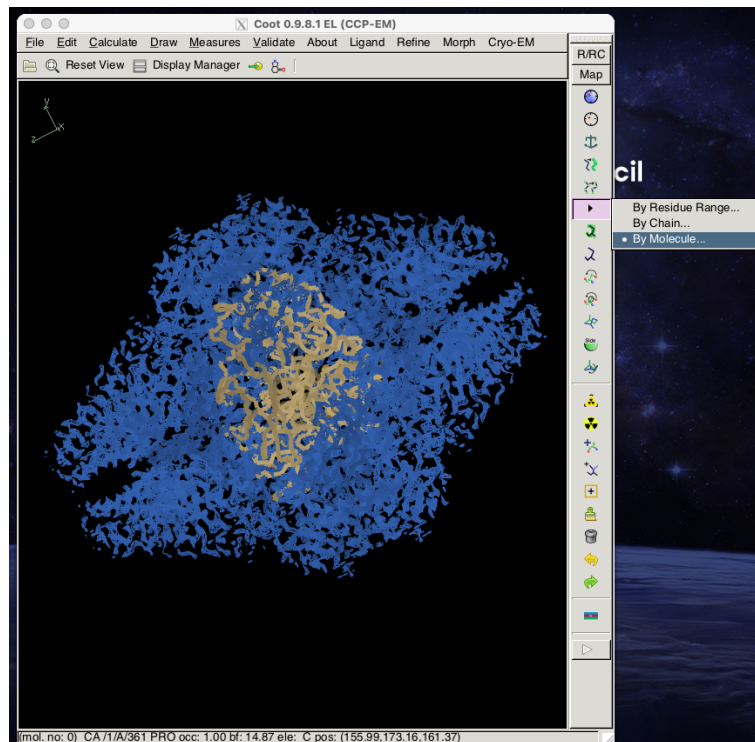 Coot 0.9.8.1 EL (CCP-EM)
File Edit Calculate Draw Measures Validate About Ligand Refine Morph Cryo-EM
R/RC
Reset View Display Manager
Map
y
x
z
cil
By Residue Range...
By Chain...
By Molecule...
Side
(mol. no: 0) CA /1/A/361 PRO occ: 1.00 bf: 14.87 ele: C pos: (155.99,173.16,161.37)